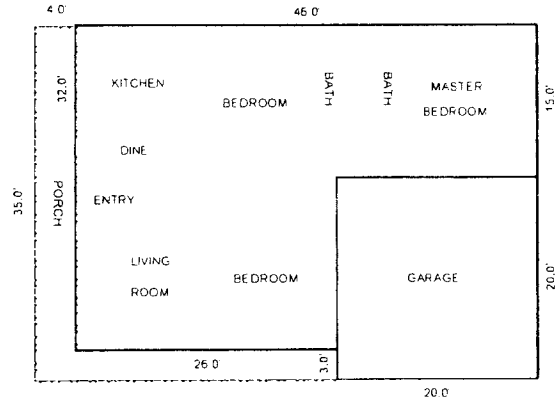 4.0'
46.0'
KITCHEN
32.0'
BEDROOM
BATH
BATH
MASTER
BEDROOM
15.0'
DINE
35.0'
PORCH
ENTRY
LIVING
ROOM
BEDROOM
GARAGE
20.0'
26.0'
3.0'
20.0'